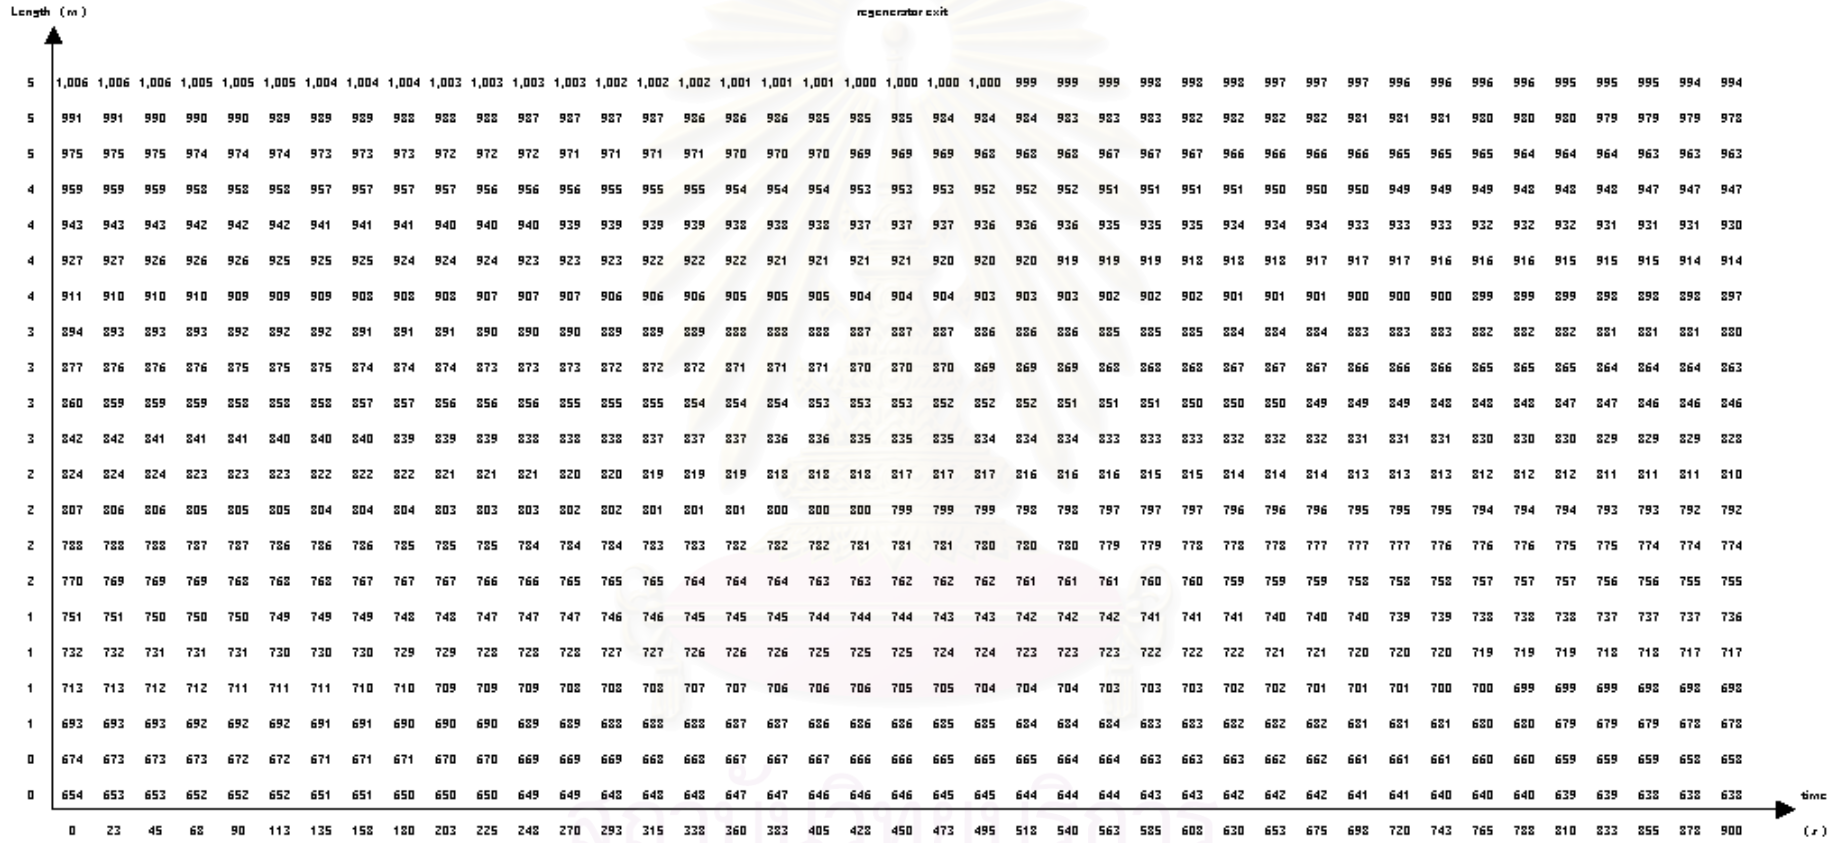 Length (m)
regenerator exit
5 1,006 1,006 1,006 1,005 1,005 1,005 1,004 1,004 1,004 1,003 1,003 1,003 1,003 1,002 1,002 1,002 1,001 1,001 1,001 1,000 1,000 1,000 1,000 999 999 999 998 998 998 997 997 997 996 996 996 996 995 995 995 994 994
5 991 991 990 990 990 989 989 989 988 988 988 987 987 987 987 986 986 986 985 985 985 984 984 984 983 983 983 982 982 982 982 981 981 981 980 980 980 979 979 979 978
5 975 975 975 974 974 974 973 973 973 972 972 972 971 971 971 971 970 970 970 969 969 969 968 968 968 967 967 967 966 966 966 966 965 965 965 964 964 964 963 963 963
4 959 959 959 958 958 958 957 957 957 957 956 956 956 955 955 955 954 954 954 953 953 953 952 952 952 951 951 951 951 950 950 950 949 949 949 948 948 948 947 947 947
4 943 943 943 942 942 942 941 941 941 940 940 940 939 939 939 939 938 938 938 937 937 937 936 936 936 935 935 935 934 934 934 933 933 933 932 932 932 931 931 931 930
4 927 927 926 926 926 925 925 925 924 924 924 923 923 923 922 922 922 921 921 921 921 920 920 920 919 919 919 918 918 918 917 917 917 916 916 916 915 915 915 914 914
4 911 910 910 910 909 909 909 908 908 908 907 907 907 906 906 906 905 905 905 904 904 904 903 903 903 902 902 902 901 901 901 900 900 900 899 899 899 898 898 898 897
3 894 893 893 893 892 892 892 891 891 891 890 890 890 889 889 889 888 888 888 887 887 887 886 886 886 885 885 885 884 884 884 883 883 883 882 882 882 881 881 881 880
3 877 876 876 876 875 875 875 874 874 874 873 873 873 872 872 872 871 871 871 870 870 870 869 869 869 868 868 868 867 867 867 866 866 866 865 865 865 864 864 864 863
3 860 859 859 859 858 858 858 857 857 856 856 856 855 855 855 854 854 854 853 853 853 852 852 852 851 851 851 850 850 850 849 849 849 848 848 848 847 847 846 846 846
3 842 842 841 841 841 840 840 840 839 839 839 838 838 838 837 837 837 836 836 835 835 835 834 834 834 833 833 833 832 832 832 831 831 831 830 830 830 829 829 829 828
2 824 824 824 823 823 823 822 822 822 821 821 821 820 820 819 819 819 818 818 818 817 817 817 816 816 816 815 815 814 814 814 813 813 813 812 812 812 811 811 811 810
2 807 806 806 805 805 805 804 804 804 803 803 803 802 802 801 801 801 800 800 800 799 799 799 798 798 797 797 797 796 796 796 795 795 795 794 794 794 793 793 792 792
2 788 788 788 787 787 786 786 786 785 785 785 784 784 784 783 783 782 782 782 781 781 781 780 780 780 779 779 778 778 778 777 777 777 776 776 776 775 775 774 774 774
2 770 769 769 769 768 768 768 767 767 767 766 766 765 765 765 764 764 764 763 763 762 762 762 761 761 761 760 760 759 759 759 758 758 758 757 757 757 756 756 755 755
1 751 751 750 750 750 749 749 749 748 748 747 747 747 746 746 745 745 745 744 744 744 743 743 742 742 742 741 741 741 740 740 740 739 739 738 738 738 737 737 737 736
1 732 732 731 731 731 730 730 730 729 729 728 728 728 727 727 726 726 726 725 725 725 724 724 723 723 723 722 722 722 721 721 720 720 720 719 719 719 718 718 717 717
1 713 713 712 712 711 711 711 710 710 709 709 709 708 708 708 707 707 706 706 706 705 705 704 704 704 703 703 703 702 702 701 701 701 700 700 699 699 699 698 698 698
1 693 693 693 692 692 692 691 691 690 690 690 689 689 688 688 688 687 687 686 686 686 685 685 684 684 684 683 683 682 682 682 681 681 681 680 680 679 679 679 678 678
0 674 673 673 673 672 672 671 671 671 670 670 669 669 669 668 668 667 667 667 666 666 665 665 665 664 664 663 663 663 662 662 661 661 661 660 660 659 659 659 658 658
0 654 653 653 652 652 652 651 651 650 650 650 649 649 648 648 648 647 647 646 646 646 645 645 644 644 644 643 643 642 642 642 641 641 640 640 640 639 639 638 638 638
time
0 23 45 68 90 113 135 158 180 203 225 248 270 293 315 338 360 383 405 428 450 473 495 518 540 563 585 608 630 653 675 698 720 743 765 788 810 833 855 878 900 (s)
สถาบันวิทยบริการ